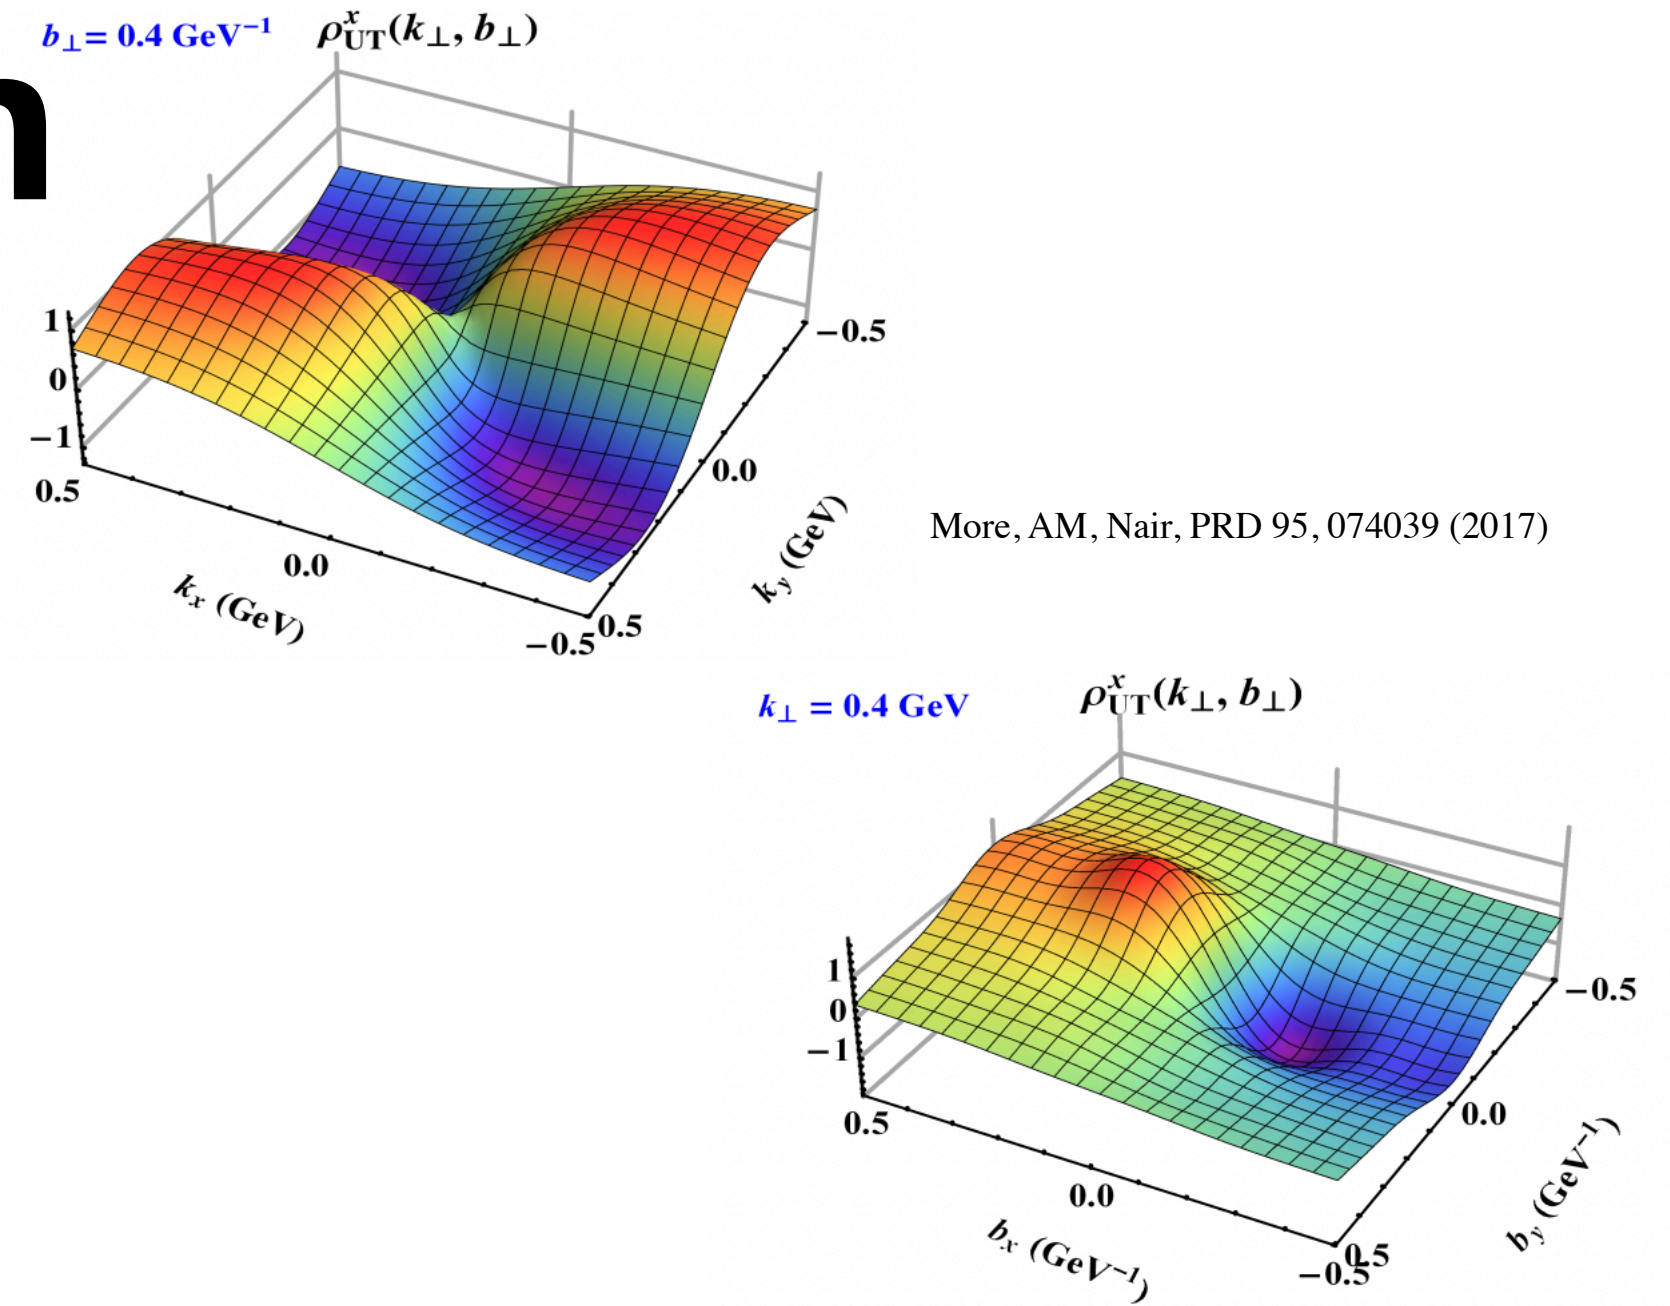 b⊥= 0.4 GeV⁻¹ ρˣUT(k⊥, b⊥)
n
1
0
−1
0.5
0.0
−0.5
kx (GeV)
−0.5
0.0
0.5
ky (GeV)
More, AM, Nair, PRD 95, 074039 (2017)
k⊥ = 0.4 GeV ρˣUT(k⊥, b⊥)
1
0
−1
0.5
0.0
−0.5
bx (GeV⁻¹)
−0.5
0.0
0.5
by (GeV⁻¹)